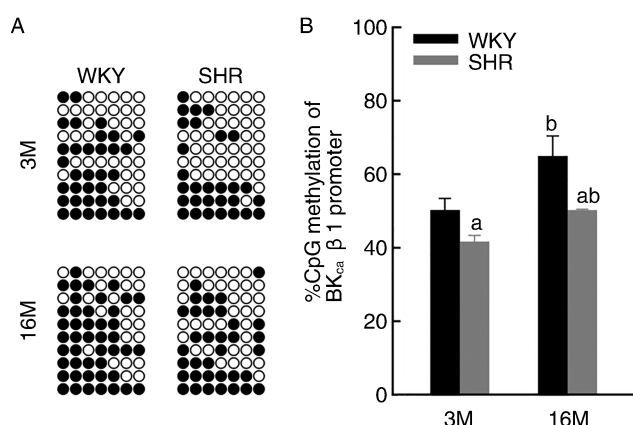 A
WKY
SHR
3M
16M
B
WKY
SHR
%CpG methylation of
BKca β 1 promoter
100
80
60
40
20
0
a
b
ab
3M
16M